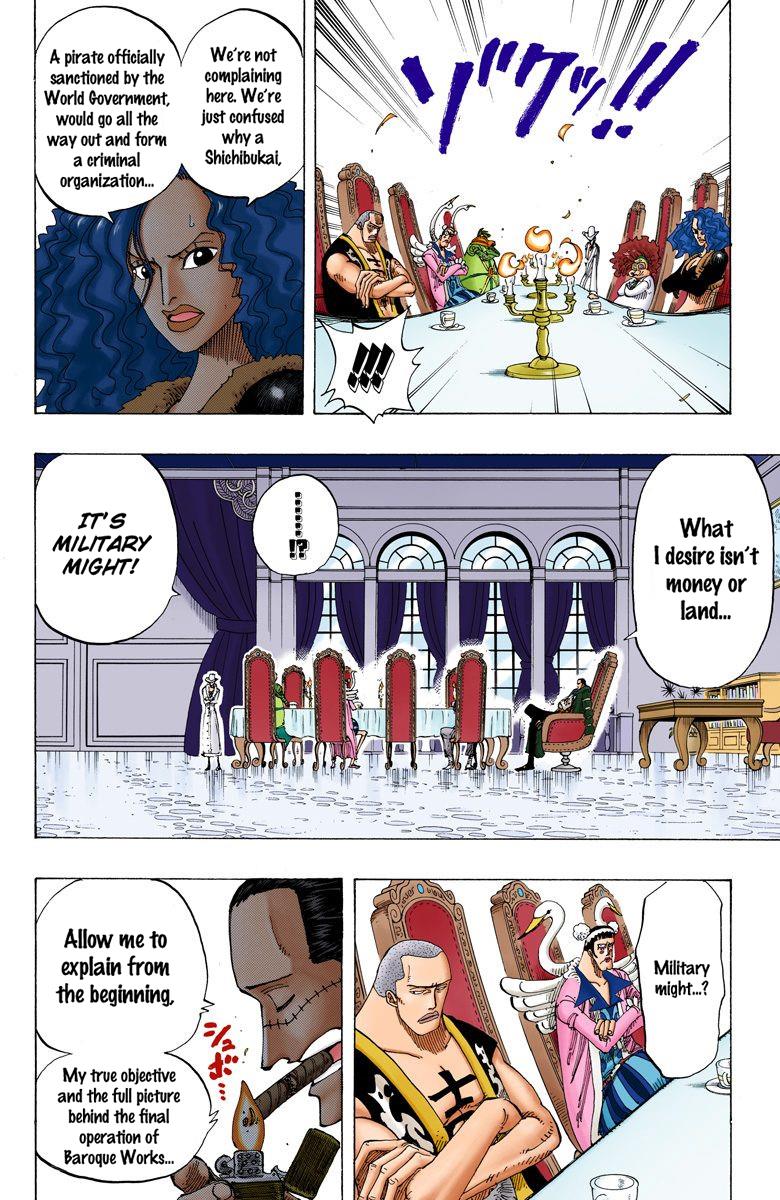 ゾクッ!!
!!!
We're not
complaining
here. We're
just confused
why a
Shichibukai,
A pirate officially
sanctioned by the
World Government,
would go all the
way out and form
a criminal
organization...
What
I desire isn't
money or
land...
......!?
IT'S
MILITARY
MIGHT!
Military
might...?
Allow me to
explain from
the beginning,
シュボ...
My true objective
and the full picture
behind the final
operation of
Baroque Works...